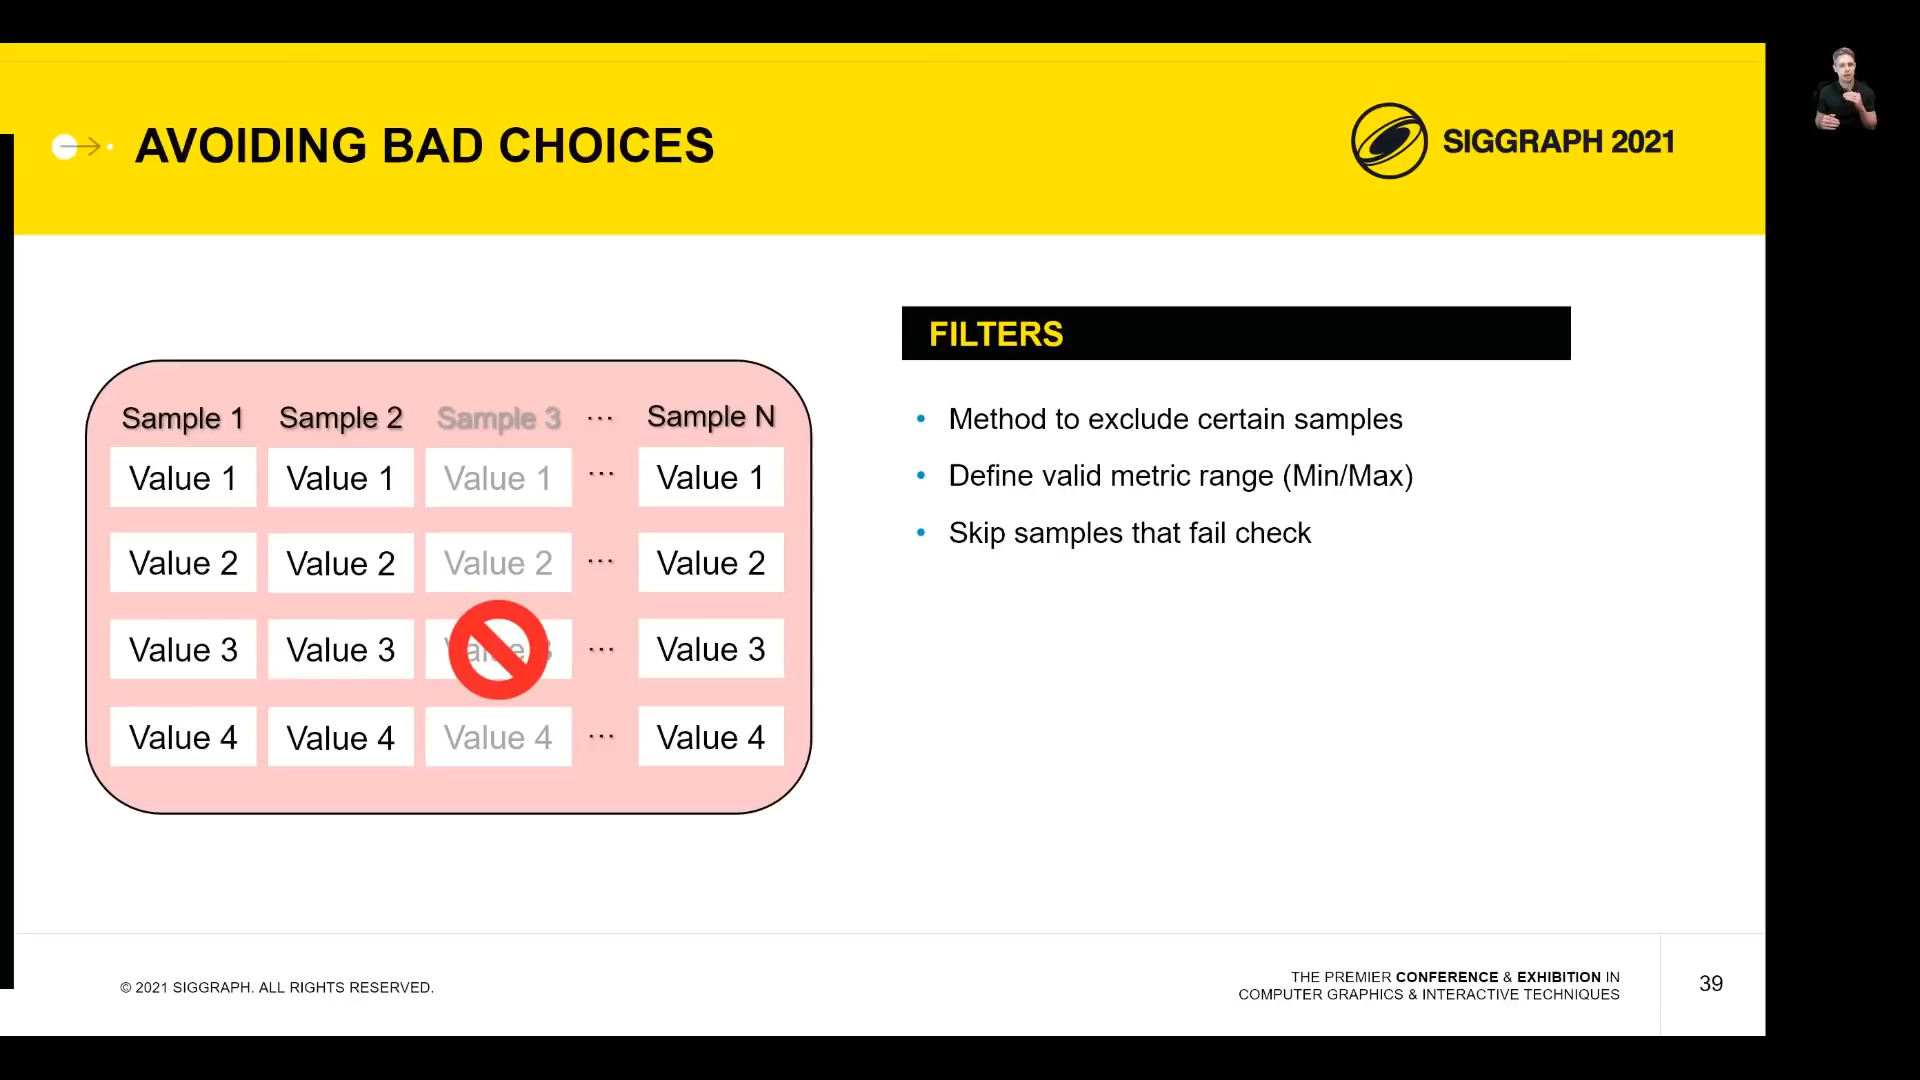 AVOIDING BAD CHOICES
SIGGRAPH 2021
FILTERS
Sample 1 Sample 2 Sample 3 ... Sample N
Value 1 Value 1 Value 1 ... Value 1
Value 2 Value 2 Value 2 ... Value 2
Value 3 Value 3 ... Value 3
Value 4 Value 4 Value 4 ... Value 4
• Method to exclude certain samples
• Define valid metric range (Min/Max)
• Skip samples that fail check
© 2021 SIGGRAPH. ALL RIGHTS RESERVED.
THE PREMIER CONFERENCE & EXHIBITION IN
COMPUTER GRAPHICS & INTERACTIVE TECHNIQUES
39